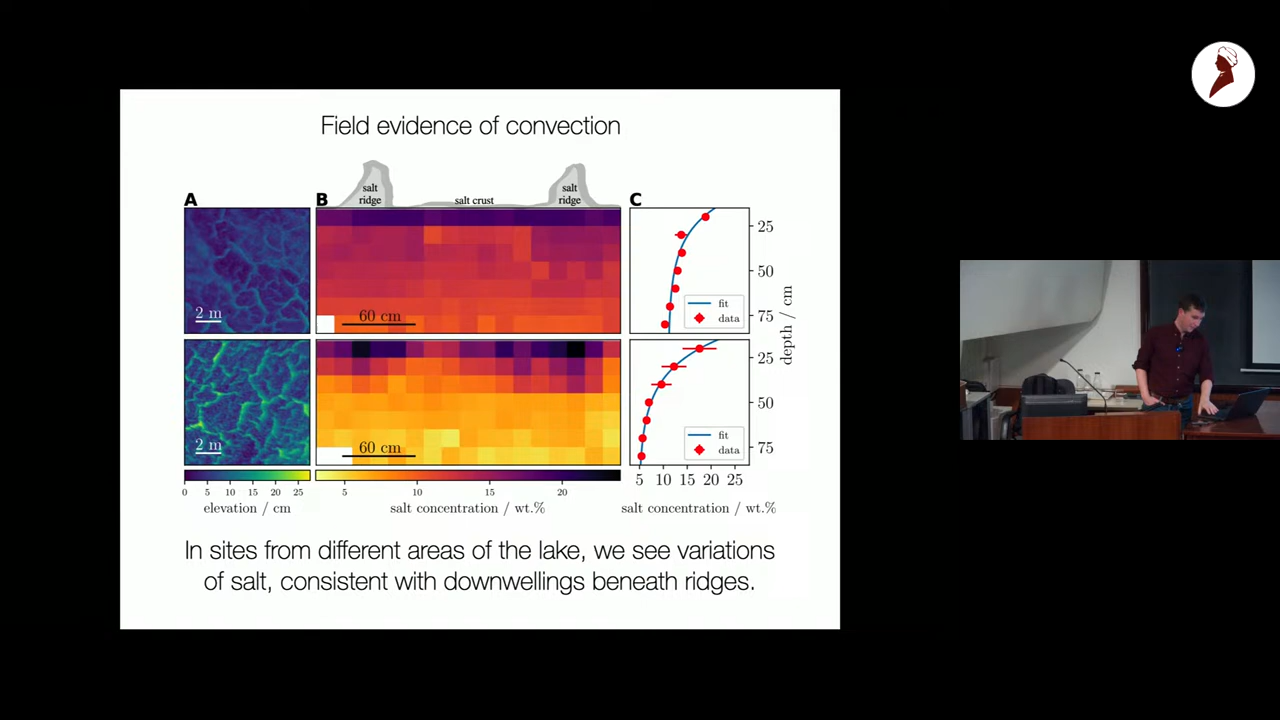 Field evidence of convection
salt
ridge
salt crust
salt
ridge
A
B
C
2 m
60 cm
fit
data
25
50
75
2 m
60 cm
fit
data
25
50
75
depth / cm
0 5 10 15 20 25
elevation / cm
5 10 15 20
salt concentration / wt.%
5 10 15 20 25
salt concentration / wt.%
In sites from different areas of the lake, we see variations
of salt, consistent with downwellings beneath ridges.